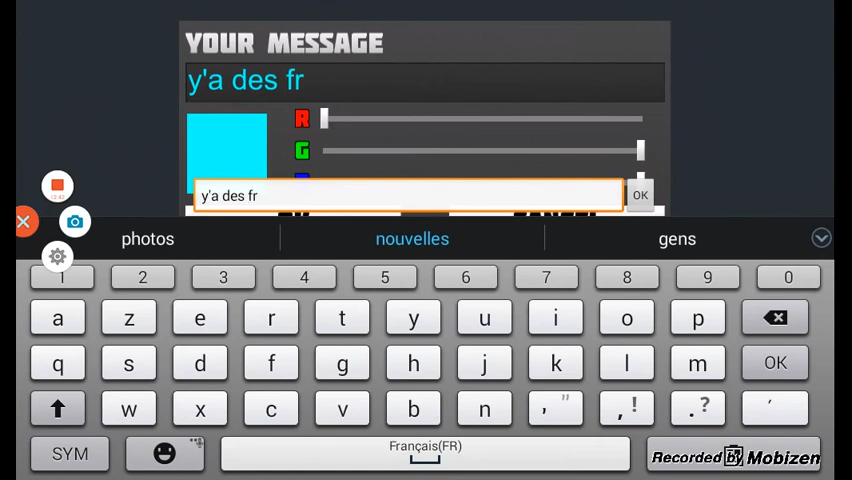 YOUR MESSAGE
y'a des fr
R
G
y'a des fr
OK
photos
nouvelles
gens
1 2 3 4 5 6 7 8 9 0
a z e r t y u i o p
q s d f g h j k l m OK
w x c v b n , " , ! . ? ´
SYM
Français(FR)
Recorded by Mobizen